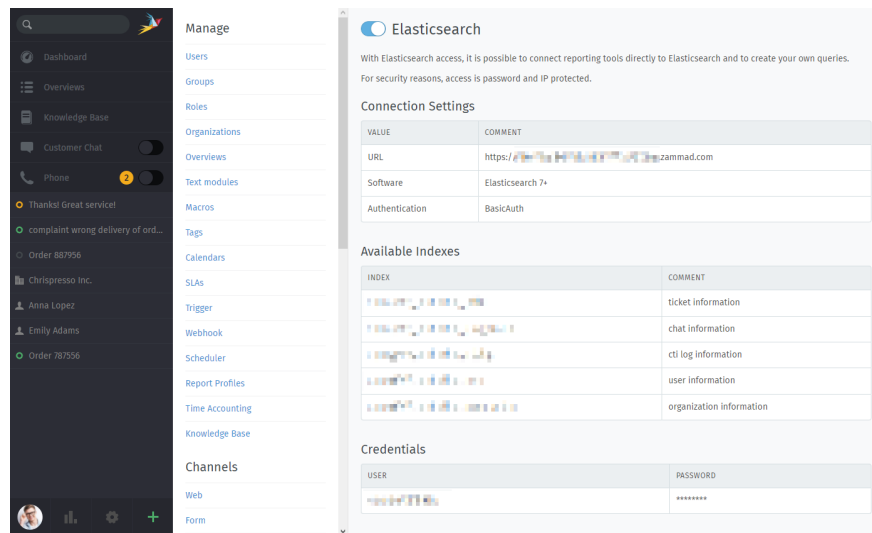 Dashboard
Overviews
Knowledge Base
Customer Chat
Phone 2
Thanks! Great service!
complaint wrong delivery of ord...
Order 887956
Chrispresso Inc.
Anna Lopez
Emily Adams
Order 787556
Manage
Users
Groups
Roles
Organizations
Overviews
Text modules
Macros
Tags
Calendars
SLAs
Trigger
Webhook
Scheduler
Report Profiles
Time Accounting
Knowledge Base
Channels
Web
Form
Elasticsearch
With Elasticsearch access, it is possible to connect reporting tools directly to Elasticsearch and to create your own queries.
For security reasons, access is password and IP protected.
Connection Settings
VALUE COMMENT
URL https:/ zammad.com
Software Elasticsearch 7+
Authentication BasicAuth
Available Indexes
INDEX COMMENT
ticket information
chat information
cti log information
user information
organization information
Credentials
USER PASSWORD
********